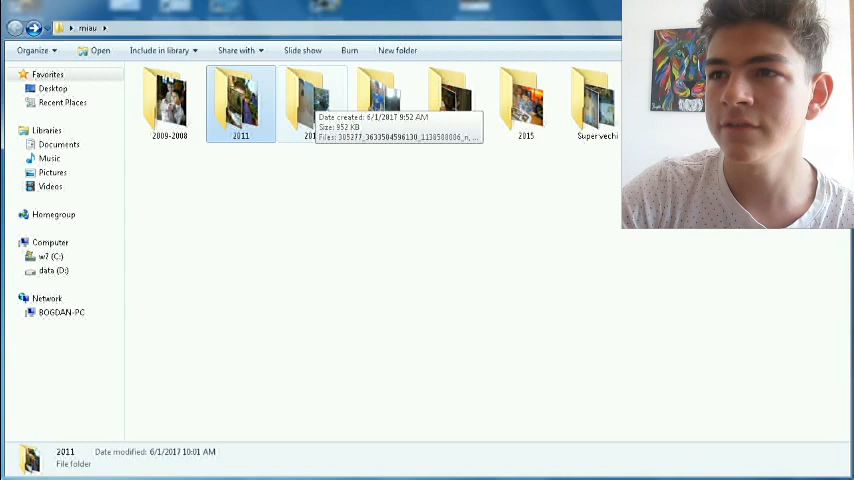 miau
Organize
Open
Include in library
Share with
Slide show
Burn
New folder
Favorites
Desktop
Recent Places
Libraries
Documents
Music
Pictures
Videos
Homegroup
Computer
w7 (C:)
data (D:)
Network
BOGDAN-PC
2009-2008
2011
2015
Super vechi
Date created: 6/1/2017 9:52 AM
Size: 952 KB
2011
Date modified: 6/1/2017 10:01 AM
File folder